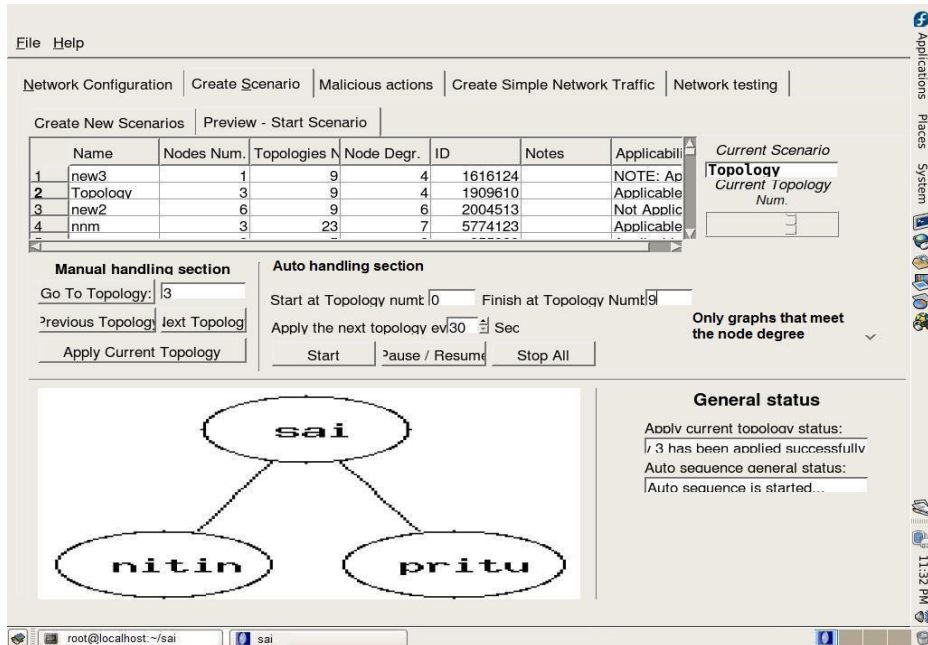 File Help
Applications Places System
Network Configuration Create Scenario Malicious actions Create Simple Network Traffic Network testing
Create New Scenarios Preview - Start Scenario
Name Nodes Num. Topologies N Node Degr. ID Notes Applicabili
1 new3 1 9 4 1616124 NOTE: Ap
2 Topology 3 9 4 1909610 Applicable
3 new2 6 9 6 2004513 Not Applic
4 nnm 3 23 7 5774123 Applicable
Current Scenario
Topology
Current Topology
Num.
Manual handling section
Go To Topology: 3
Previous Topology Next Topolog
Apply Current Topology
Auto handling section
Start at Topology numb 0 Finish at Topology Numb 9
Apply the next topology ev 30 Sec
Start Pause / Resume Stop All
Only graphs that meet
the node degree
sai
nitin pritu
General status
Apply current topology status:
/ 3 has been applied successfully
Auto sequence general status:
Auto sequence is started...
11:32 PM
root@localhost:~/sai sai